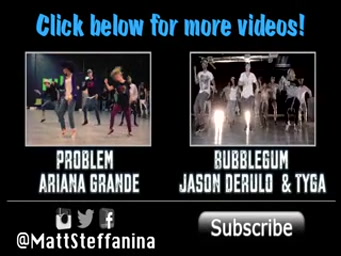 Click below for more videos!
PROBLEM
ARIANA GRANDE
BUBBLEGUM
JASON DERULO & TYGA
@MattSteffanina
Subscribe